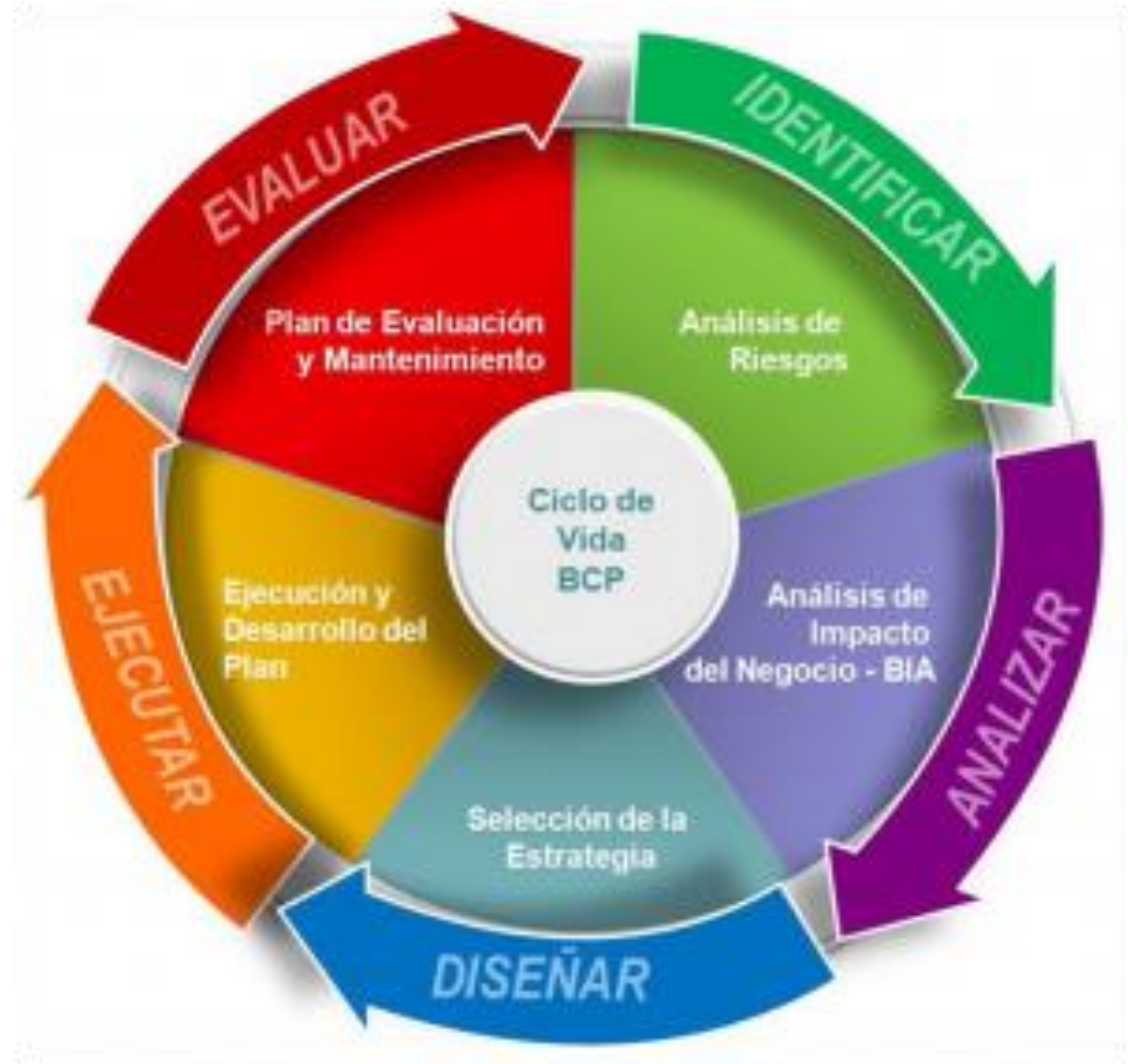 EVALUAR
IDENTIFICAR
Plan de Evaluación
y Mantenimiento
Análisis de
Riesgos
Ciclo de
Vida
BCP
Ejecución y
Desarrollo del
Plan
Análisis de
Impacto
del Negocio - BIA
EJECUTAR
ANALIZAR
Selección de la
Estrategia
DISEÑAR